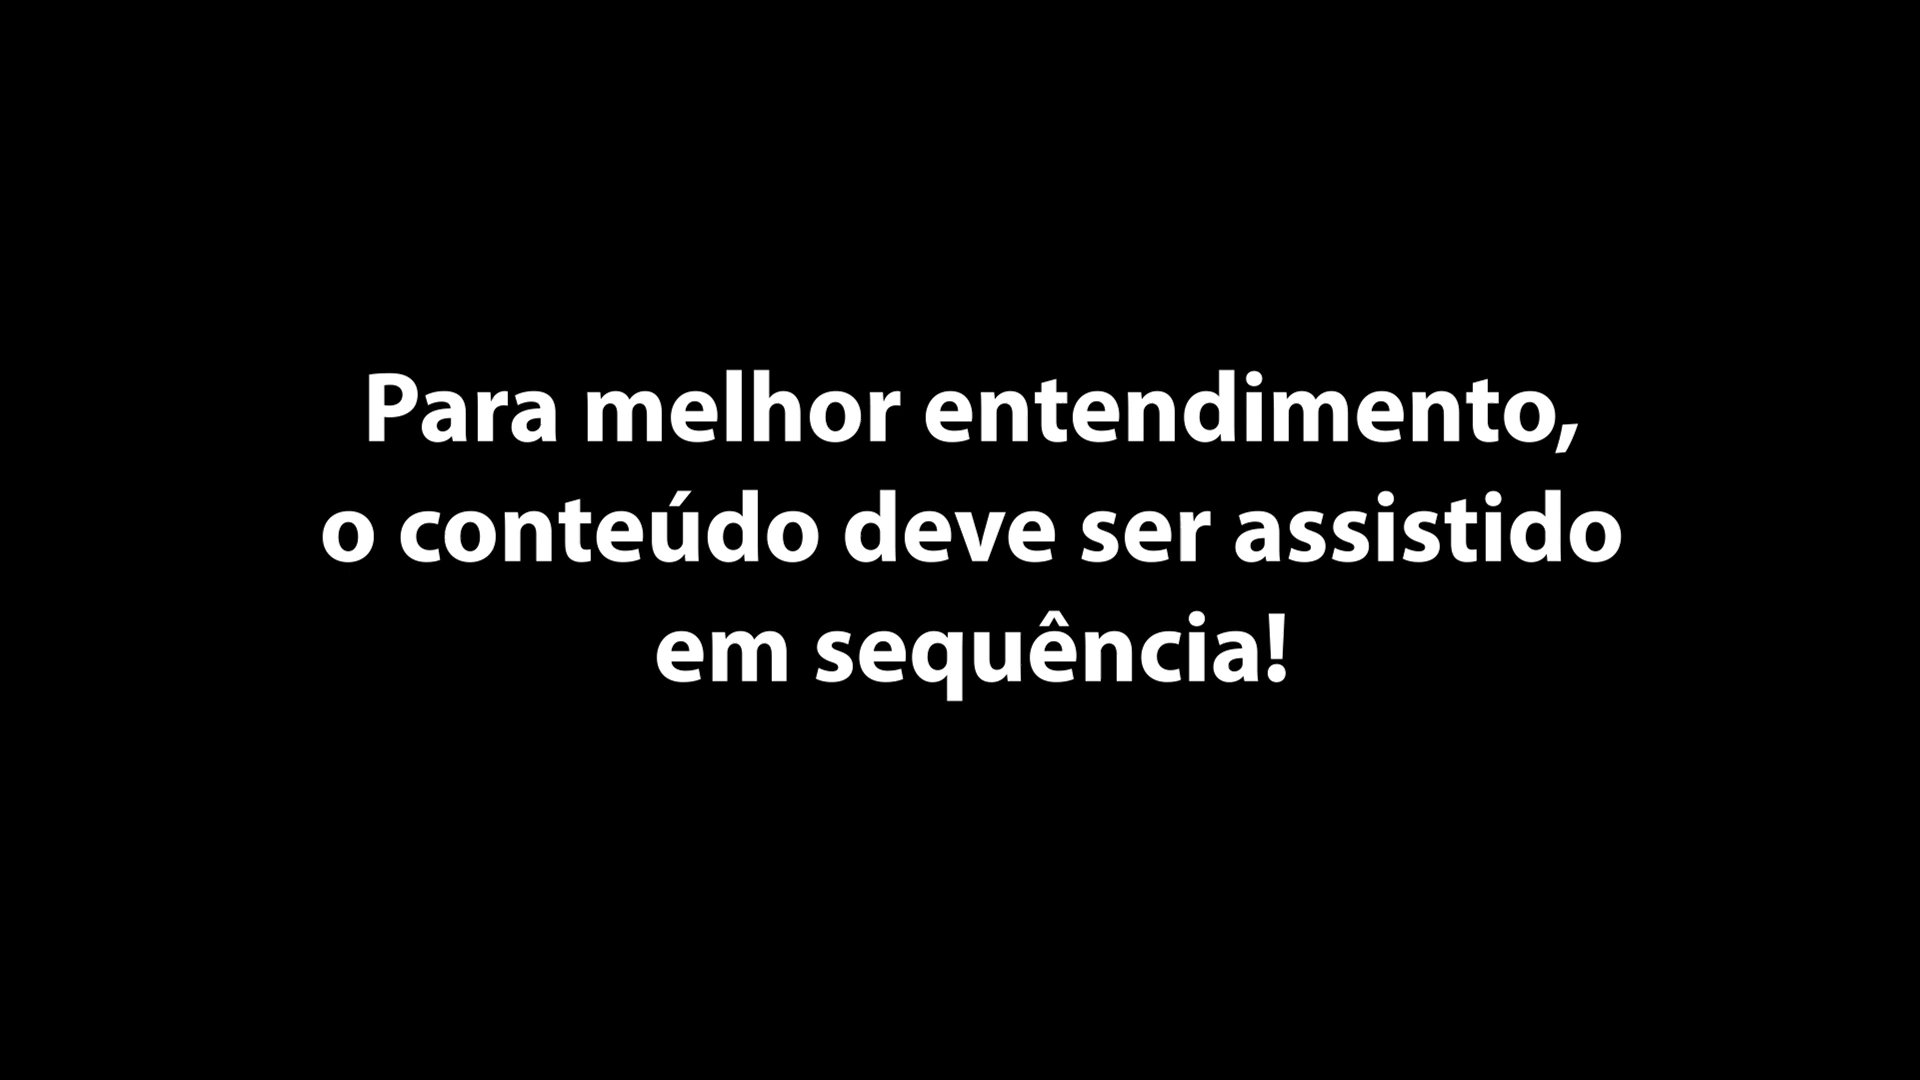 Para melhor entendimento,
o conteúdo deve ser assistido
em sequência!